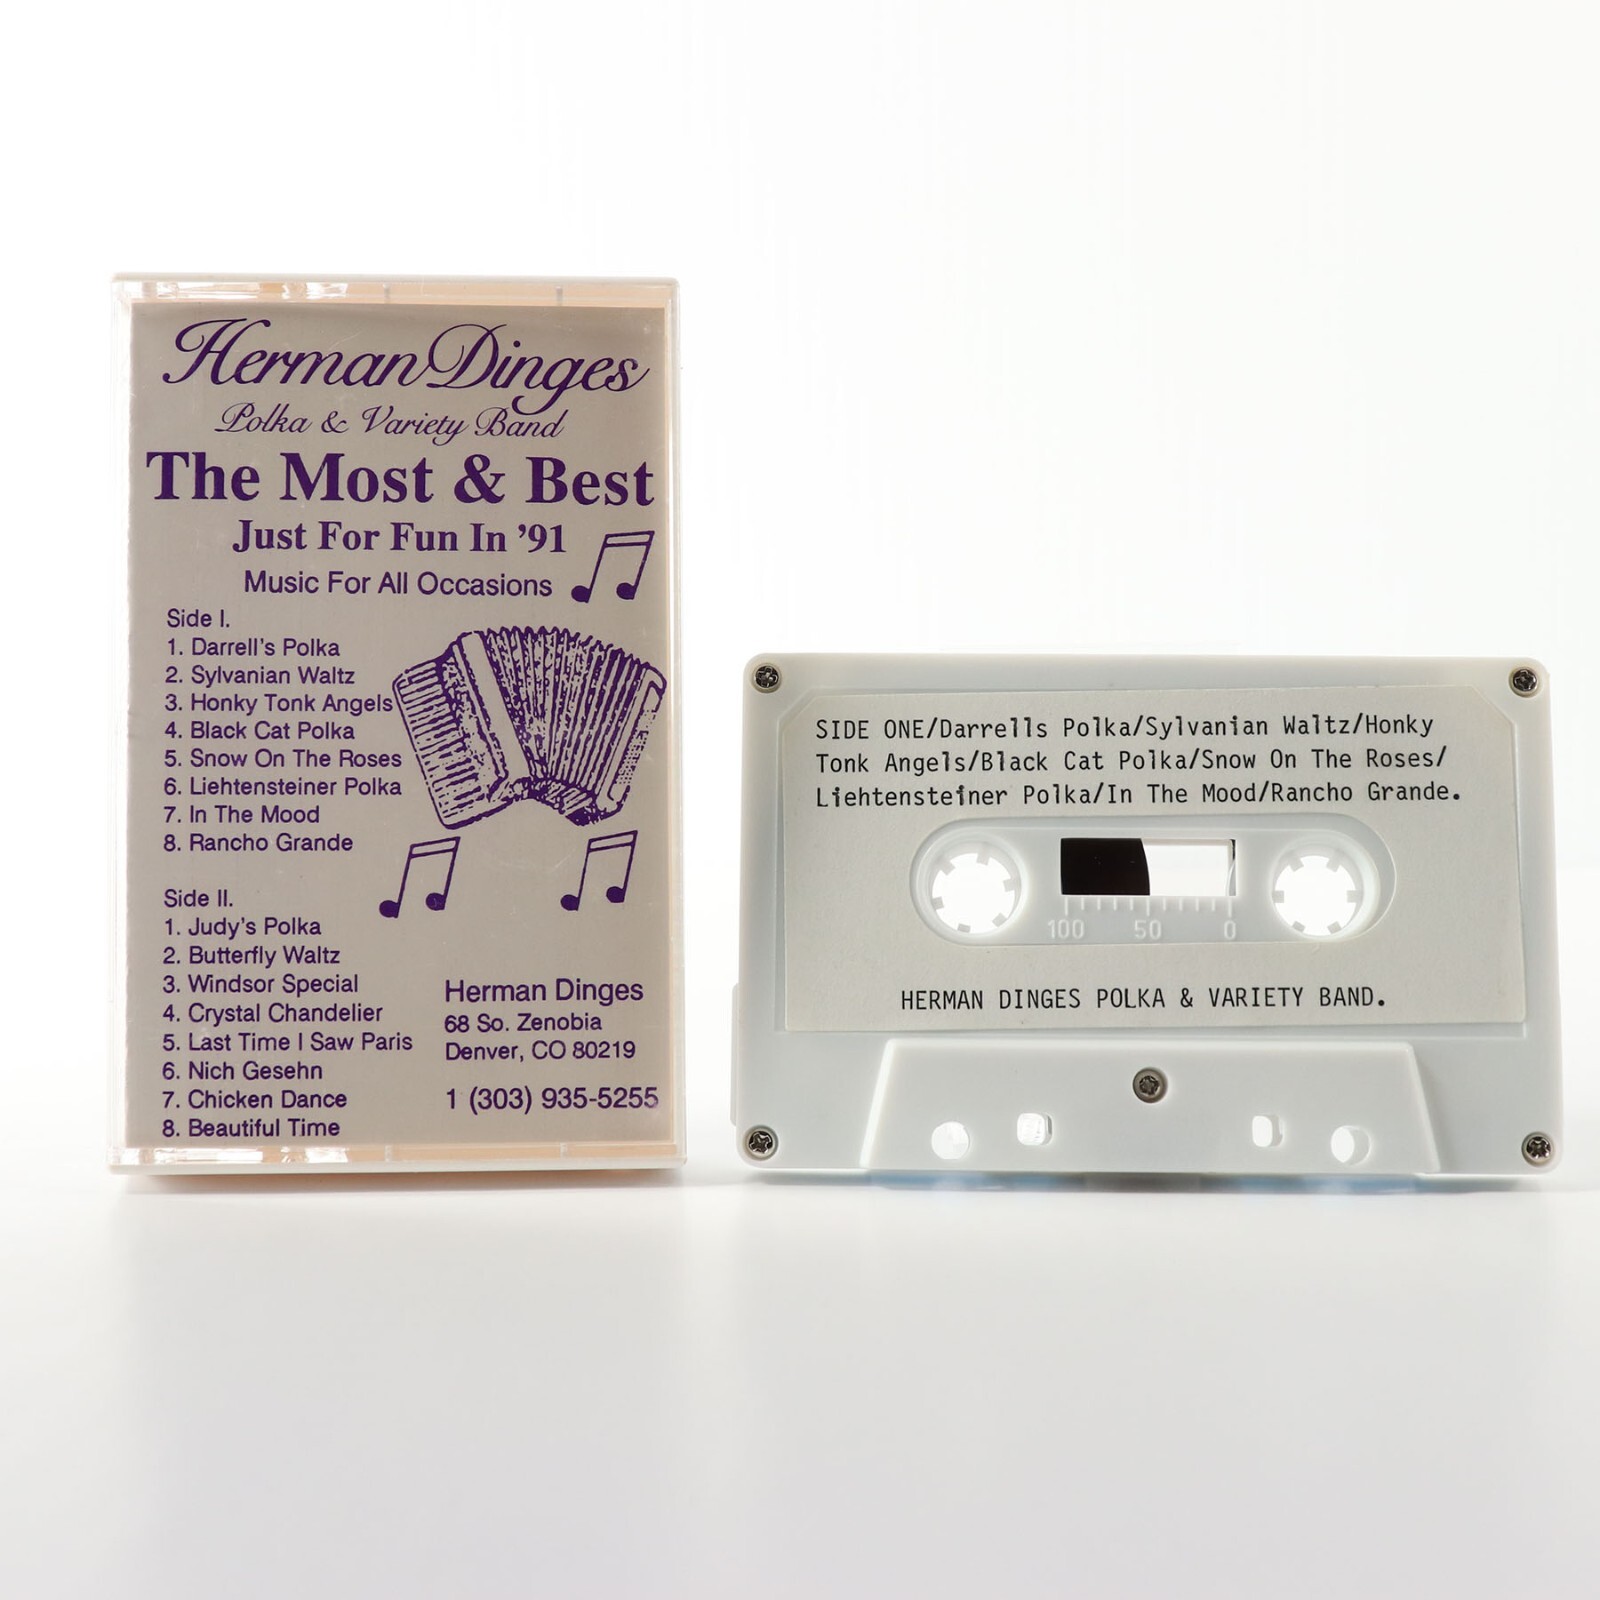 Herman Dinges
Polka & Variety Band
The Most & Best
Just For Fun In '91
Music For All Occasions
Side I.
1. Darrell's Polka
2. Sylvanian Waltz
3. Honky Tonk Angels
4. Black Cat Polka
5. Snow On The Roses
6. Liehtensteiner Polka
7. In The Mood
8. Rancho Grande
Side II.
1. Judy's Polka
2. Butterfly Waltz
3. Windsor Special
4. Crystal Chandelier
5. Last Time I Saw Paris
6. Nich Gesehn
7. Chicken Dance
8. Beautiful Time
Herman Dinges
68 So. Zenobia
Denver, CO 80219
1 (303) 935-5255
SIDE ONE/Darrells Polka/Sylvanian Waltz/Honky
Tonk Angels/Black Cat Polka/Snow On The Roses/
Liehtensteiner Polka/In The Mood/Rancho Grande.
100 50 0
HERMAN DINGES POLKA & VARIETY BAND.